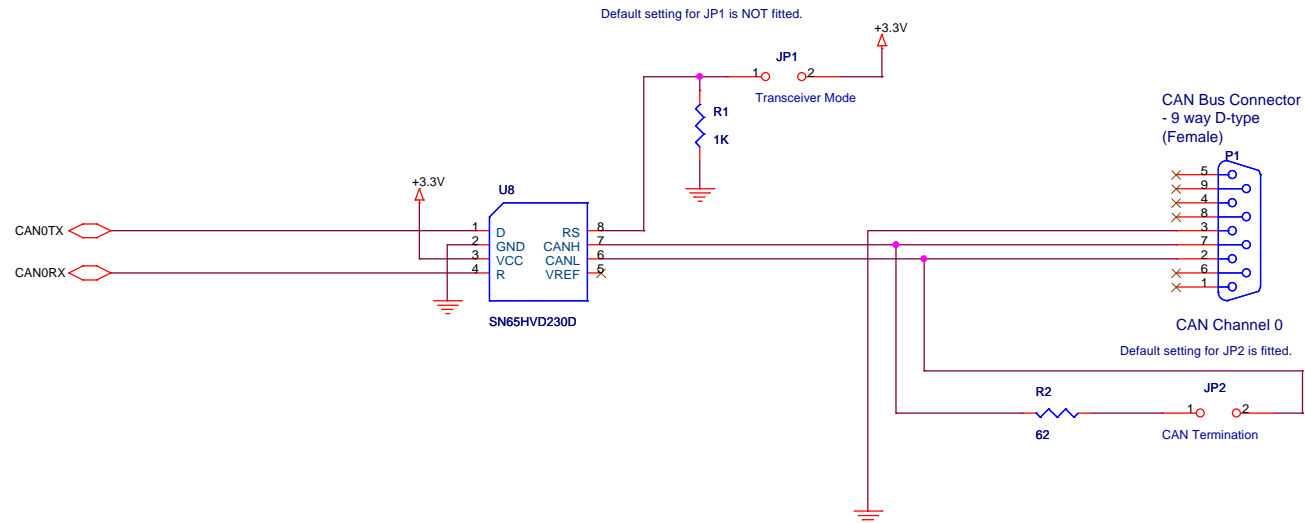 Default setting for JP1 is NOT fitted.
+3.3V
JP1
1 2
Transceiver Mode
R1
1K
CAN Bus Connector
- 9 way D-type
(Female)
P1
5
9
4
8
3
7
2
6
1
CAN Channel 0
+3.3V
U8
CAN0TX
CAN0RX
1 D RS 8
2 GND CANH 7
3 VCC CANL 6
4 R VREF 5
SN65HVD230D
Default setting for JP2 is fitted.
R2
62
JP2
1 2
CAN Termination